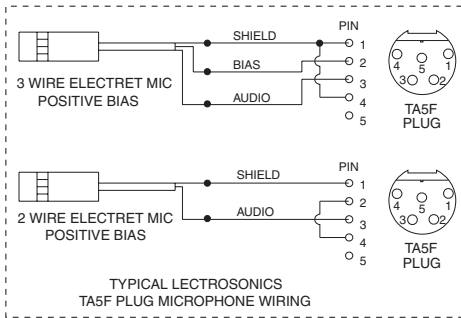 SHIELD
BIAS
AUDIO
3 WIRE ELECTRET MIC
POSITIVE BIAS
PIN
1
2
3
4
5
4 5 1
3 2
TA5F
PLUG
SHIELD
AUDIO
2 WIRE ELECTRET MIC
POSITIVE BIAS
PIN
1
2
3
4
5
4 5 1
3 2
TA5F
PLUG
TYPICAL LECTROSONICS
TA5F PLUG MICROPHONE WIRING